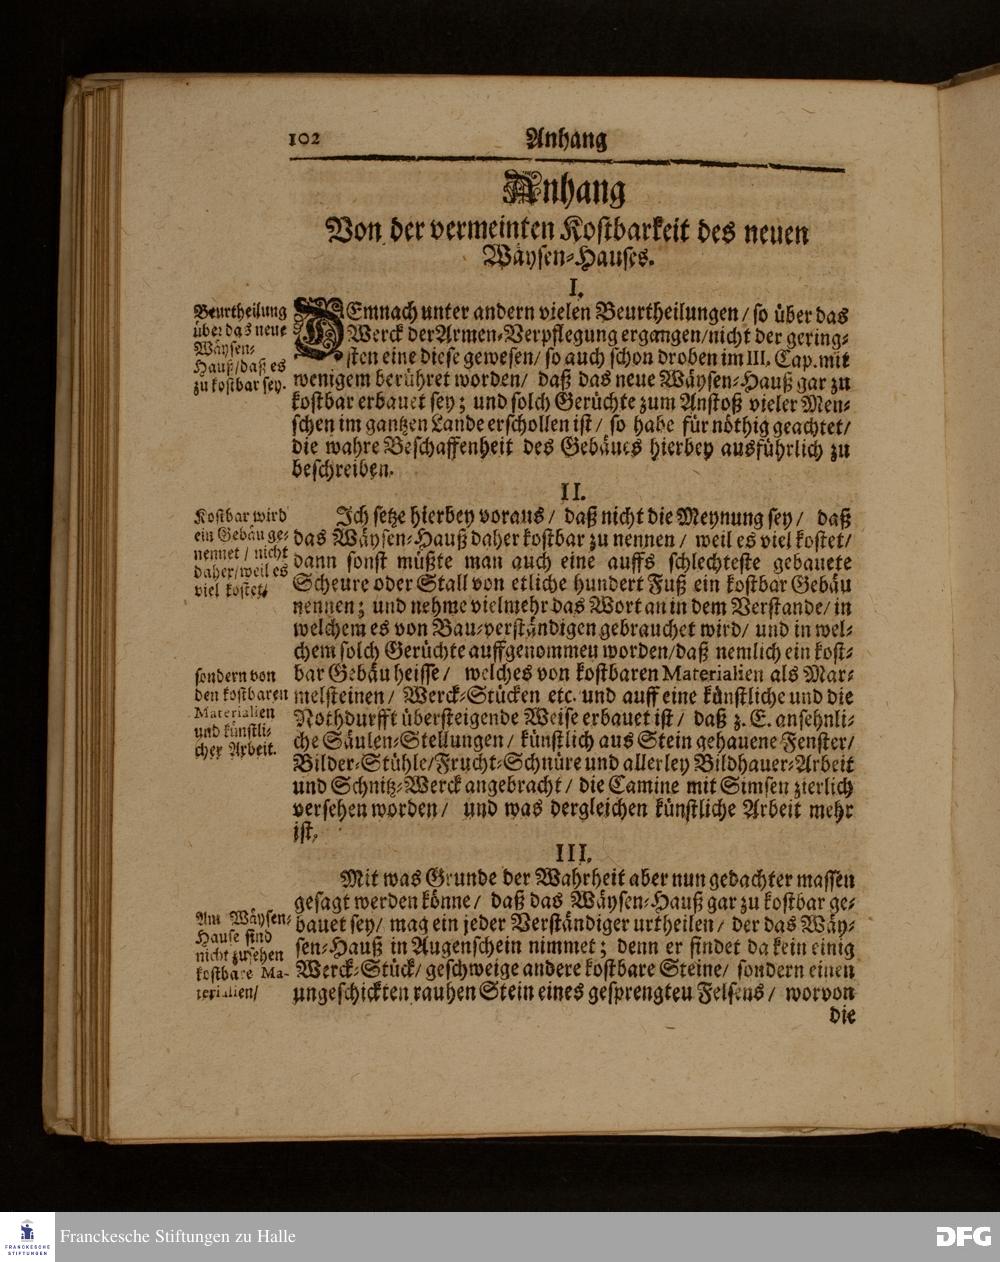 102 Anhang
Anhang
Von der vermeinten Kostbarkeit des neuen
Wäysen-Hauses.
I.
Beurtheilung
über das neue
Wäysen-
Hauß/daß es
zu kostbar sey.
DEmnach unter andern vielen Beurtheilungen/ so über das
Werck der Armen-Verpflegung ergangen/nicht der gering-
sten eine diese gewesen/ so auch schon droben im III. Cap. mit
wenigem berühret worden/ daß das neue Wäysen-Hauß gar zu
kostbar erbauet sey; und solch Gerüchte zum Anstoß vieler Men-
schen im gantzen Lande erschollen ist/ so habe für nöthig geachtet/
die wahre Beschaffenheit des Gebäues hierbey ausführlich zu
beschreiben.
II.
Kostbar wird
ein Gebäu ge-
nennet / nicht
daher/weil es
viel kostet/
Ich setze hierbey voraus/ daß nicht die Meynung sey/ daß
das Wäysen-Hauß daher kostbar zu nennen/ weil es viel kostet/
dann sonst müßte man auch eine auffs schlechteste gebauete
Scheure oder Stall von etliche hundert Fuß ein kostbar Gebäu
nennen; und nehme vielmehr das Wort an in dem Verstande/ in
welchem es von Bau-verständigen gebrauchet wird/ und in wel-
chem solch Gerüchte auffgenommeu worden/daß nemlich ein kost-
bar Gebäu heisse/ welches von kostbaren Materialien als Mar-
melsteinen/ Werck-Stücken etc. und auff eine künstliche und die
Nothdurfft übersteigende Weise erbauet ist/ daß z. E. ansehnli-
che Säulen-Stellungen/ künstlich aus Stein gehauene Fenster/
Bilder-Stühle/Frucht-Schnüre und allerley Bildhauer-Arbeit
und Schnitz-Werck angebracht/ die Camine mit Simsen zierlich
versehen worden/ und was dergleichen künstliche Arbeit mehr
ist.
sondern von
den kostbaren
Materialien
und künstli-
cher Arbeit.
III.
Mit was Grunde der Wahrheit aber nun gedachter massen
gesagt werden könne/ daß das Wäysen-Hauß gar zu kostbar ge-
bauet sey/ mag ein jeder Verständiger urtheilen/ der das Wäy-
sen-Hauß in Augenschein nimmet; denn er findet da kein einig
Werck-Stück/ geschweige andere kostbare Steine/ sondern einen
ungeschickten rauhen Stein eines gesprengteu Felsens/ worvon
die
Am Wäysen-
Hause sind
nicht zusehen
kostbare Ma-
terialien/
FRANCKESCHE
STIFTUNGEN
Franckesche Stiftungen zu Halle
DFG